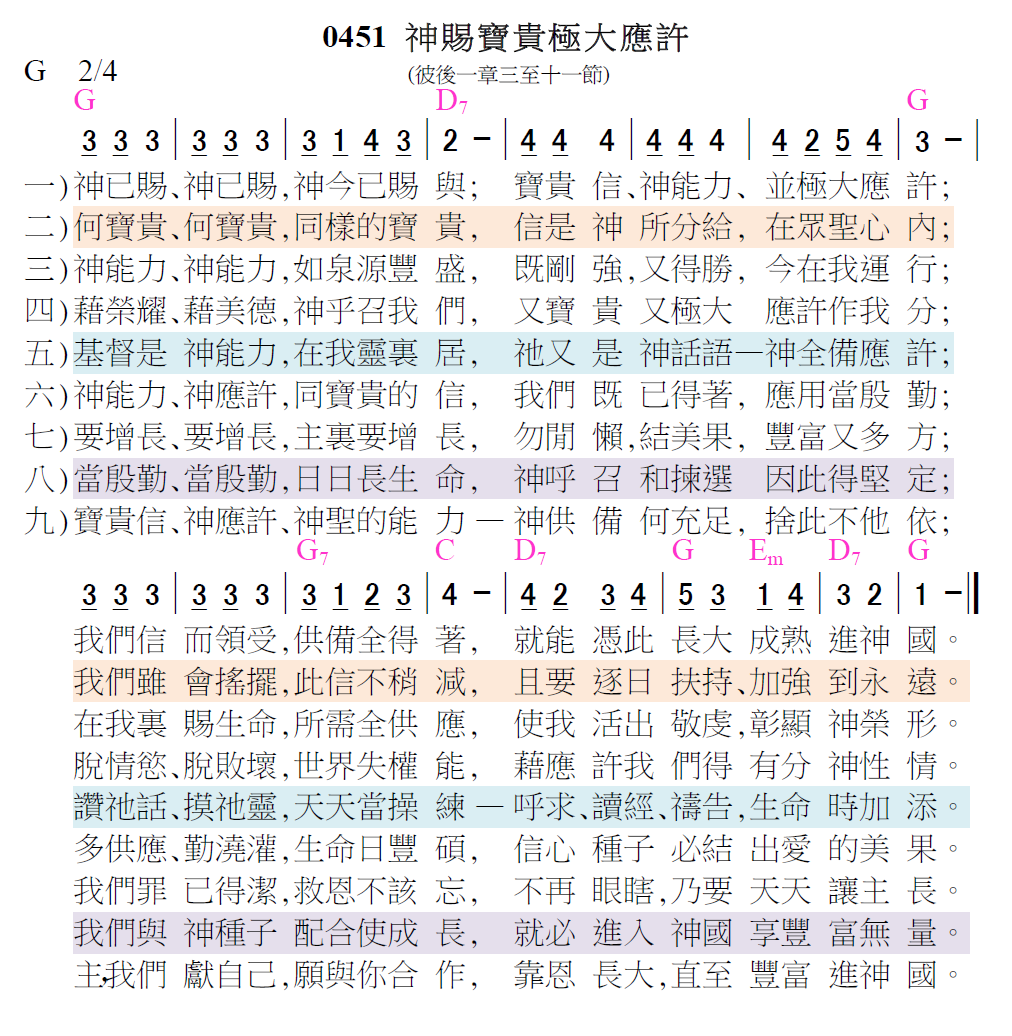 0451 神賜寶貴極大應許
G 2/4 (彼後一章三至十一節)
G D7 G
3 3 3 | 3 3 3 | 3 1 4 3 | 2 – | 4 4 4 | 4 4 4 | 4 2 5 4 | 3 – |
一)神已賜、神已賜,神今已賜 與; 寶貴 信、神能力、 並極大應 許;
二)何寶貴、何寶貴,同樣的寶 貴, 信是 神 所分給, 在眾聖心 內;
三)神能力、神能力,如泉源豐 盛, 既剛 強,又得勝, 今在我運 行;
四)藉榮耀、藉美德,神乎召我 們, 又寶 貴 又極大 應許作我 分;
五)基督是 神能力,在我靈裏 居, 祂又 是 神話語—神全備應 許;
六)神能力、神應許,同寶貴的 信, 我們 既 已得著, 應用當殷 勤;
七)要增長、要增長,主裏要增 長, 勿閒 懶,結美果, 豐富又多 方;
八)當殷勤、當殷勤,日日長生 命, 神呼 召 和揀選 因此得堅 定;
九)寶貴信、神應許、神聖的能 力 — 神供 備 何充足, 捨此不他 依;
G7 C D7 G Em D7 G
3 3 3 | 3 3 3 | 3 1 2 3 | 4 – | 4 2 3 4 | 5 3 1 4 | 3 2 | 1 – ‖
我們信 而領受,供備全得 著, 就能 憑此 長大 成熟 進神 國。
我們雖 會搖擺,此信不稍 減, 且要 逐日 扶持、加強 到永 遠。
在我裏 賜生命,所需全供 應, 使我 活出 敬虔,彰顯 神榮 形。
脫情慾、脫敗壞,世界失權 能, 藉應 許我 們得 有分 神性 情。
讚祂話、摸祂靈,天天當操 練 — 呼求、讀經、禱告,生命 時加 添。
多供應、勤澆灌,生命日豐 碩, 信心 種子 必結 出愛 的美 果。
我們罪 已得潔,救恩不該 忘, 不再 眼瞎,乃要 天天 讓主 長。
我們與 神種子 配合使成 長, 就必 進入 神國 享豐 富無 量。
主,我們 獻自己,願與你合 作, 靠恩 長大,直至 豐富 進神 國。